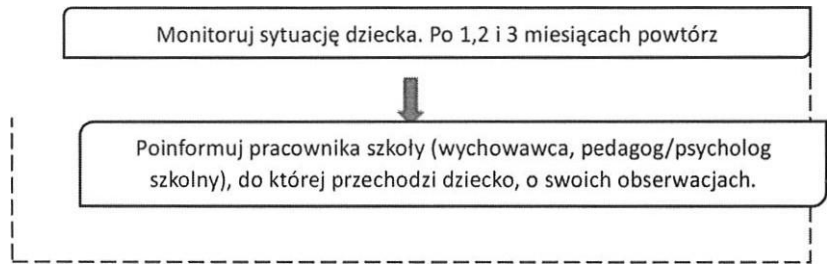 Monitoruj sytuację dziecka. Po 1,2 i 3 miesiącach powtórz
Poinformuj pracownika szkoły (wychowawca, pedagog/psycholog
szkolny), do której przechodzi dziecko, o swoich obserwacjach.